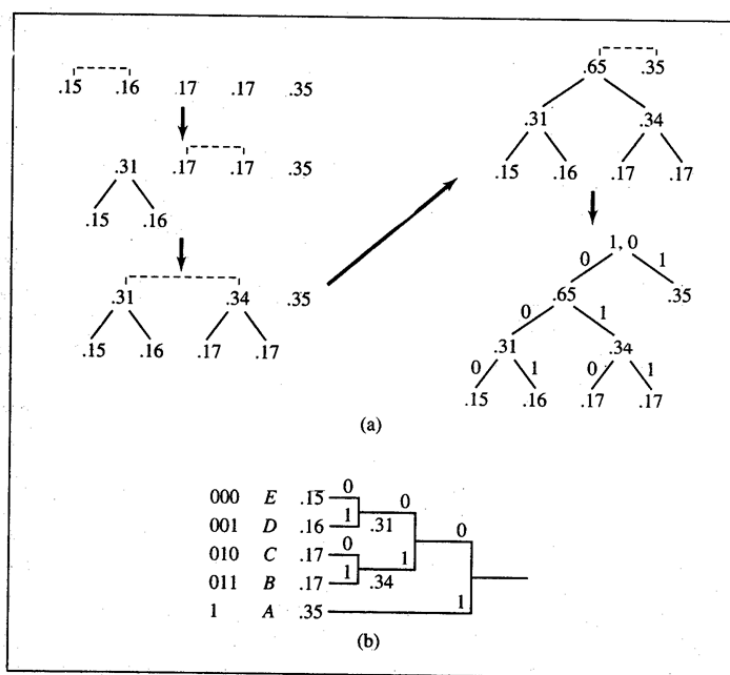 .15 .16 .17 .17 .35
.31 .17 .17 .35
.15 .16
.31 .34 .35
.15 .16 .17 .17
.65 .35
.31 .34
.15 .16 .17 .17
1, 0
0 1
.65 .35
0 1
.31 .34
0 1 0 1
.15 .16 .17 .17
(a)
000 E .15 0 0
001 D .16 1 .31 0
010 C .17 0 1
011 B .17 1 .34
1 A .35 1
(b)